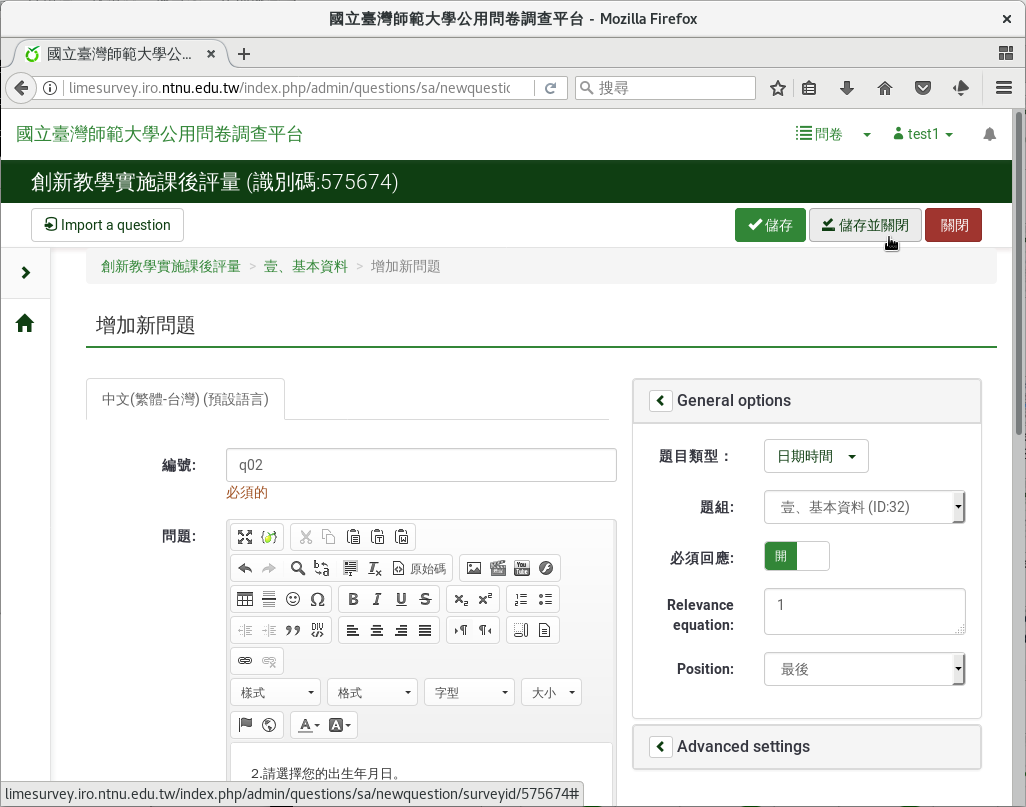 國立臺灣師範大學公用問卷調查平台 - Mozilla Firefox
國立臺灣師範大學公...
limesurvey.iro.ntnu.edu.tw/index.php/admin/questions/sa/newquestic
搜尋
國立臺灣師範大學公用問卷調查平台
問卷
test1
創新教學實施課後評量 (識別碼:575674)
Import a question
儲存
儲存並關閉
關閉
創新教學實施課後評量 > 壹、基本資料 > 增加新問題
增加新問題
中文(繁體-台灣) (預設語言)
General options
編號:
q02
必須的
題目類型：
日期時間
題組:
壹、基本資料 (ID:32)
問題:
原始碼
必須回應:
開
Relevance equation:
1
Position:
最後
樣式
格式
字型
大小
Advanced settings
2.請選擇您的出生年月日。
limesurvey.iro.ntnu.edu.tw/index.php/admin/questions/sa/newquestion/surveyid/575674#